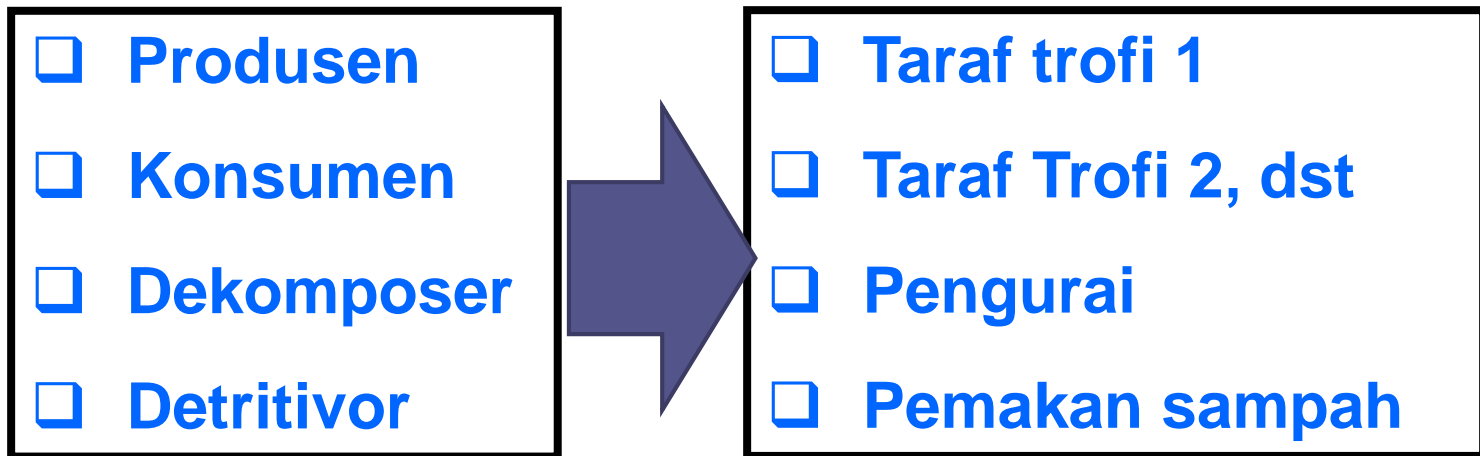 ❑ Produsen
❑ Konsumen
❑ Dekomposer
❑ Detritivor
❑ Taraf trofi 1
❑ Taraf Trofi 2, dst
❑ Pengurai
❑ Pemakan sampah